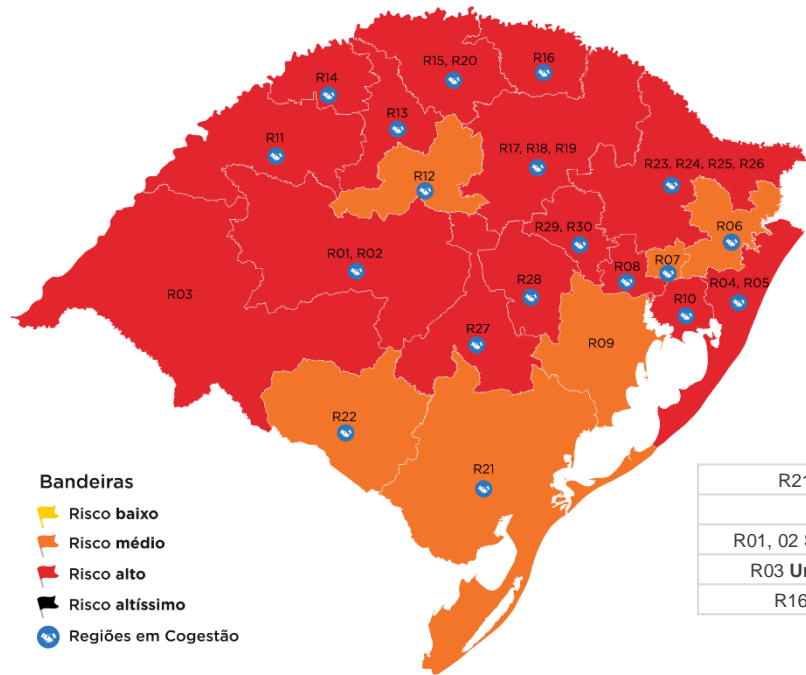 R16
R15, R20
R14
R13
R11
R17, R18, R19
R23, R24, R25, R26
R12
R06
R29, R30
R01, R02
R07
R08
R04, R05
R28
R03
R10
R27
R09
R22
R21
Bandeiras
Risco baixo
Risco médio
Risco alto
Risco altíssimo
Regiões em Cogestão
R21
R01, 02
R03
R16